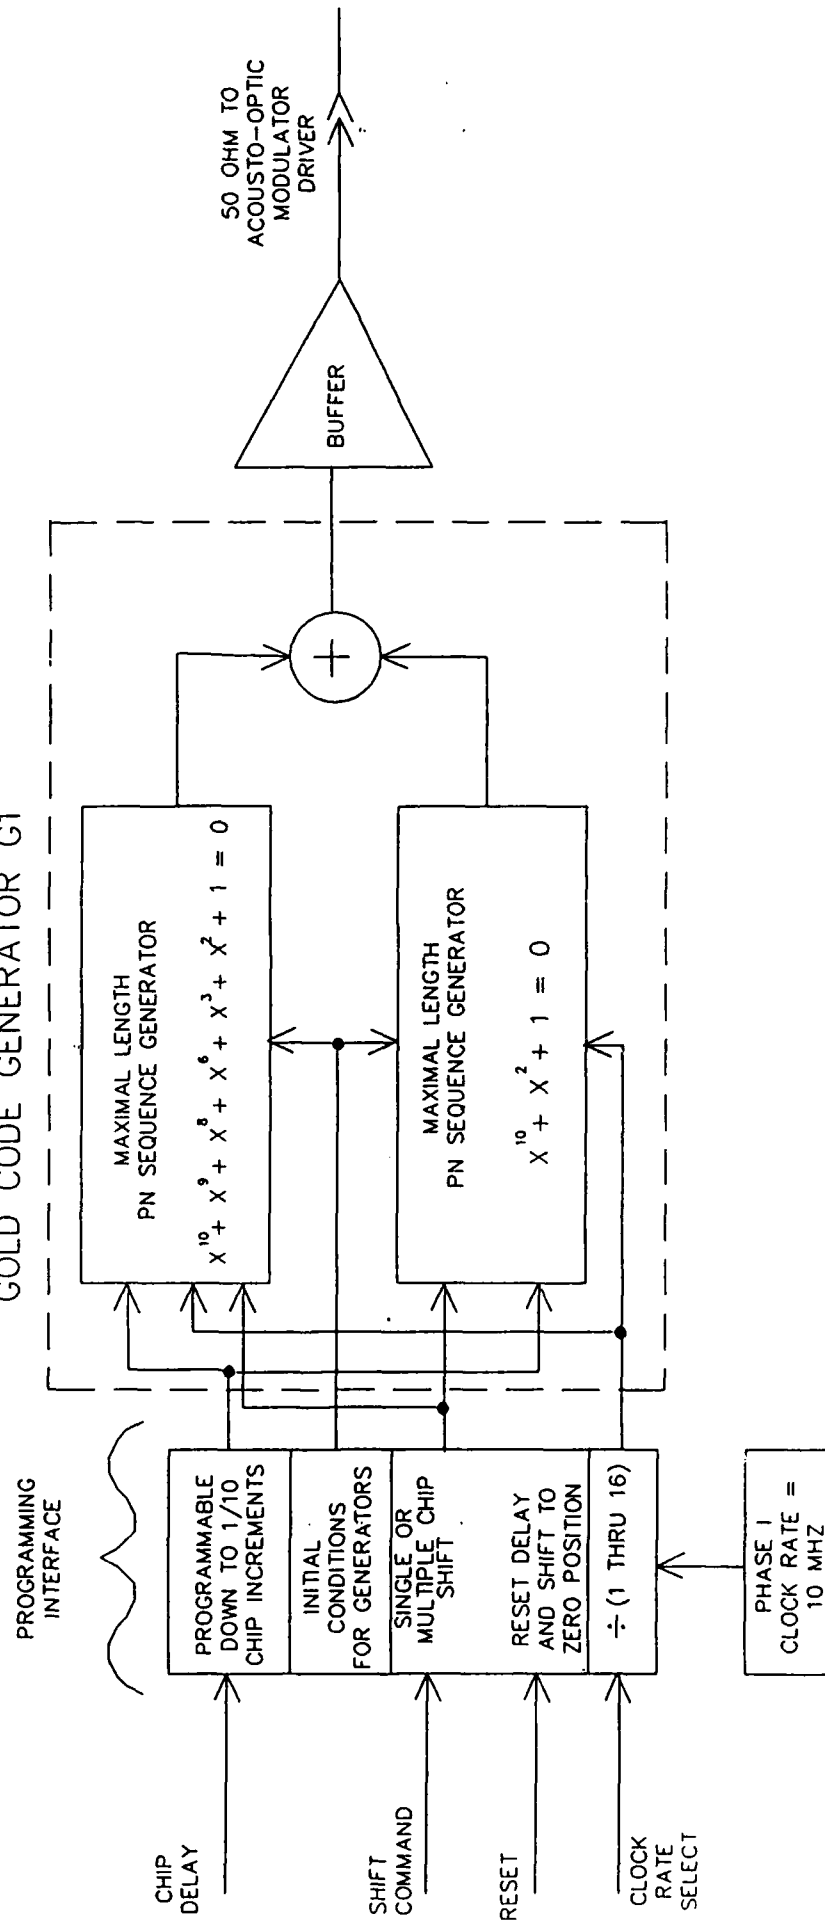 GOLD CODE GENERATOR G1
PROGRAMMING
INTERFACE
CHIP
DELAY
SHIFT
COMMAND
RESET
CLOCK
RATE
SELECT
PROGRAMMABLE
DOWN TO 1/10
CHIP INCREMENTS
INITIAL
CONDITIONS
FOR GENERATORS
SINGLE OR
MULTIPLE CHIP
SHIFT
RESET DELAY
AND SHIFT TO
ZERO POSITION
÷ (1 THRU 16)
PHASE I
CLOCK RATE =
10 MHZ
MAXIMAL LENGTH
PN SEQUENCE GENERATOR
X¹⁰ + X⁹ + X⁸ + X⁶ + X³ + X² + 1 = 0
MAXIMAL LENGTH
PN SEQUENCE GENERATOR
X¹⁰ + X² + 1 = 0
+
BUFFER
50 OHM TO
ACOUSTO-OPTIC
MODULATOR
DRIVER